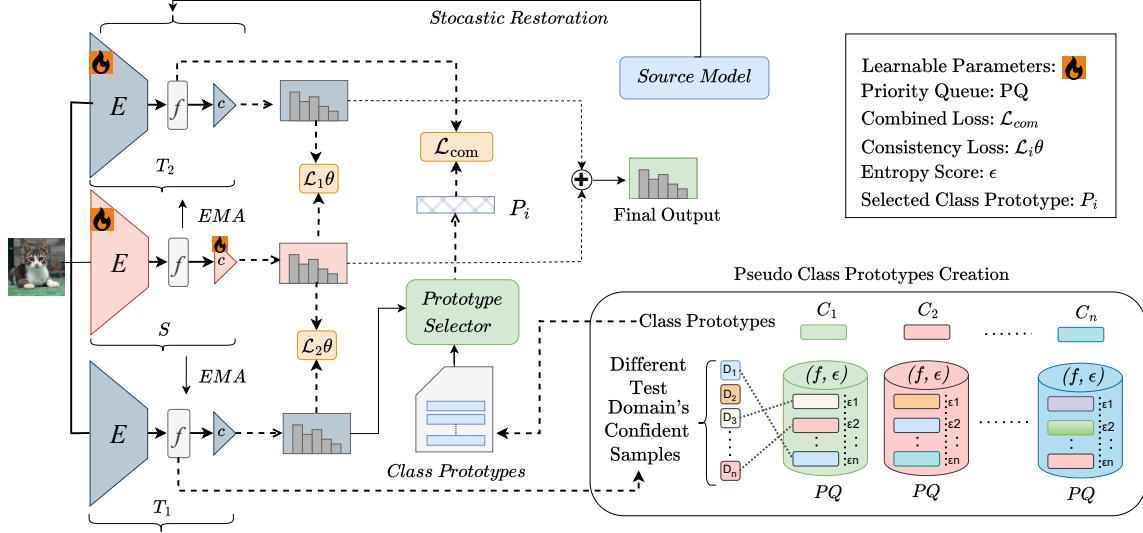 Stocastic Restoration
Source Model
Learnable Parameters:
Priority Queue: PQ
Combined Loss: ℒcom
Consistency Loss: ℒiθ
Entropy Score: ϵ
Selected Class Prototype: Pi
E
f
c
T2
ℒcom
ℒ1θ
Pi
Final Output
EMA
E
f
c
S
Prototype
Selector
ℒ2θ
EMA
E
f
c
T1
Class Prototypes
Pseudo Class Prototypes Creation
Class Prototypes
C1
C2
Cn
Different
Test
Domain's
Confident
Samples
D1
D2
D3
Dn
(f, ϵ)
ε1
ε2
εn
PQ
(f, ϵ)
ε1
ε2
εn
PQ
(f, ϵ)
ε1
ε2
εn
PQ